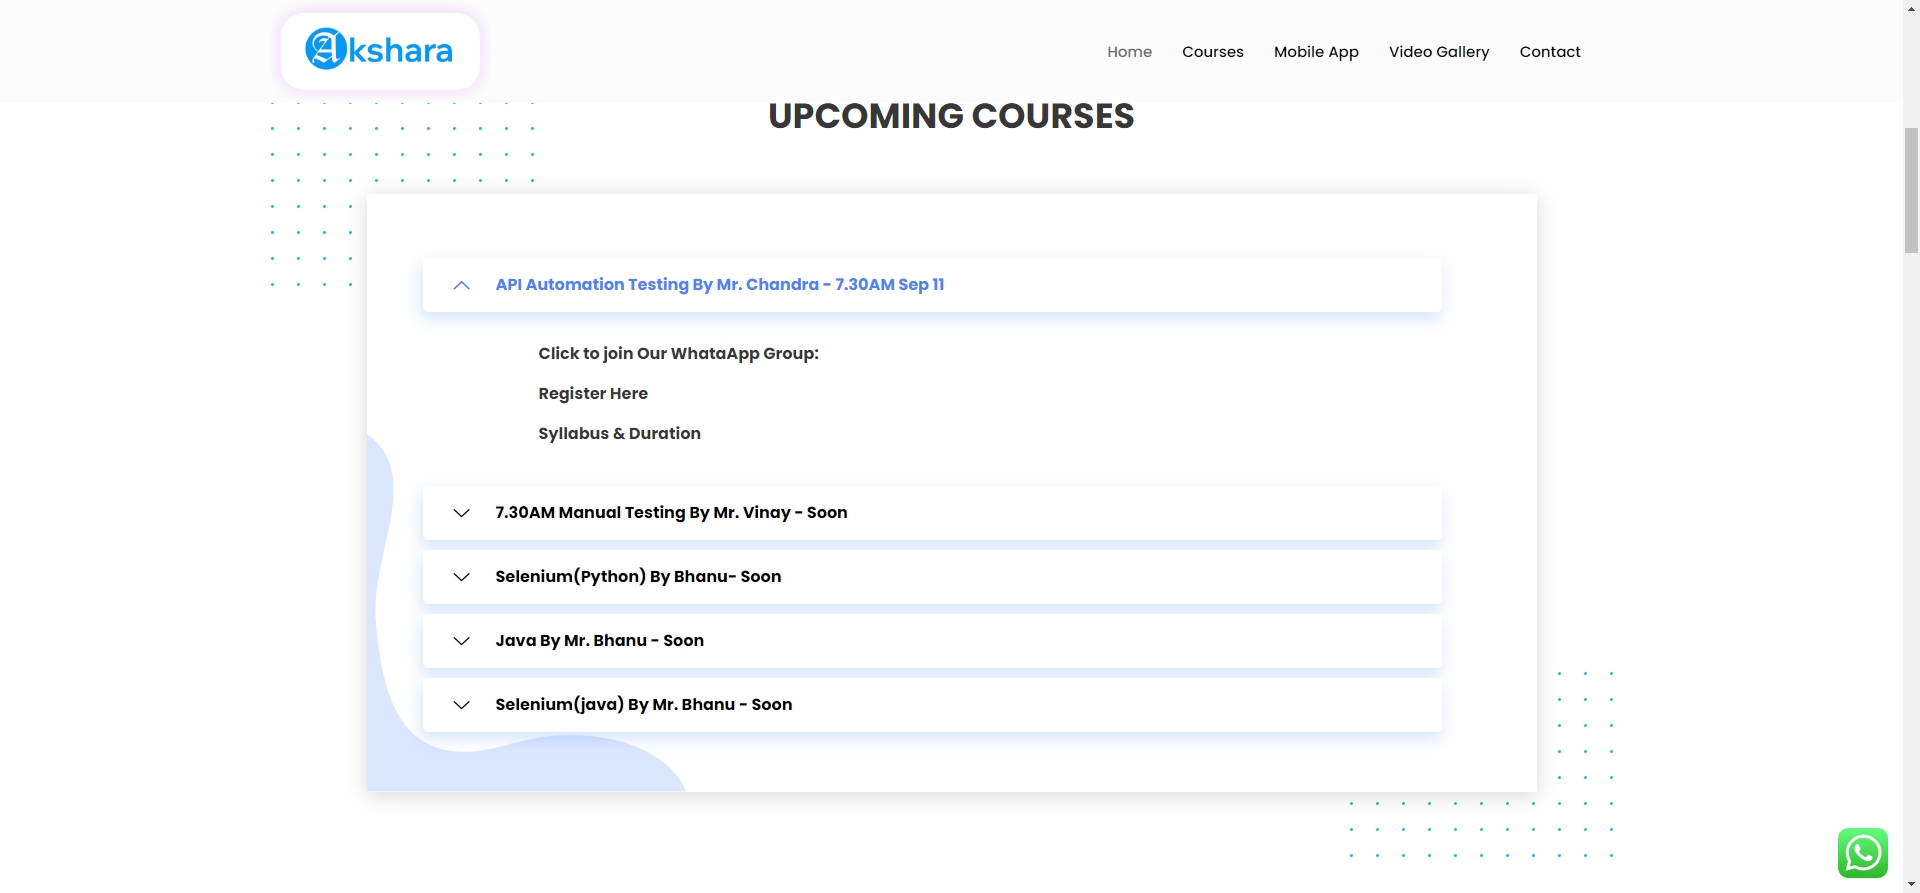 Akshara
Home Courses Mobile App Video Gallery Contact
UPCOMING COURSES
API Automation Testing By Mr. Chandra - 7.30AM Sep 11
Click to join Our WhataApp Group:
Register Here
Syllabus & Duration
7.30AM Manual Testing By Mr. Vinay - Soon
Selenium(Python) By Bhanu- Soon
Java By Mr. Bhanu - Soon
Selenium(java) By Mr. Bhanu - Soon